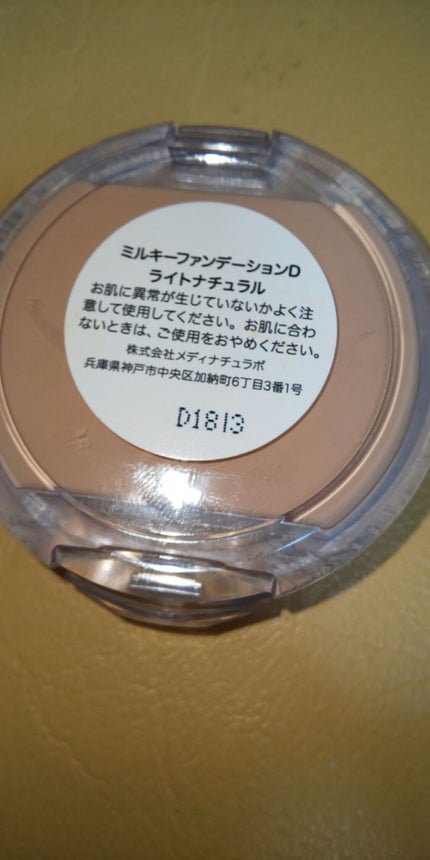 ミルキーファンデーションD
ライトナチュラル
お肌に異常が生じていないかよく注
意して使用してください。お肌に合わ
ないときは、ご使用をおやめください。
株式会社メディナチュラボ
兵庫県神戸市中央区加納町6丁目3番1号
D1813